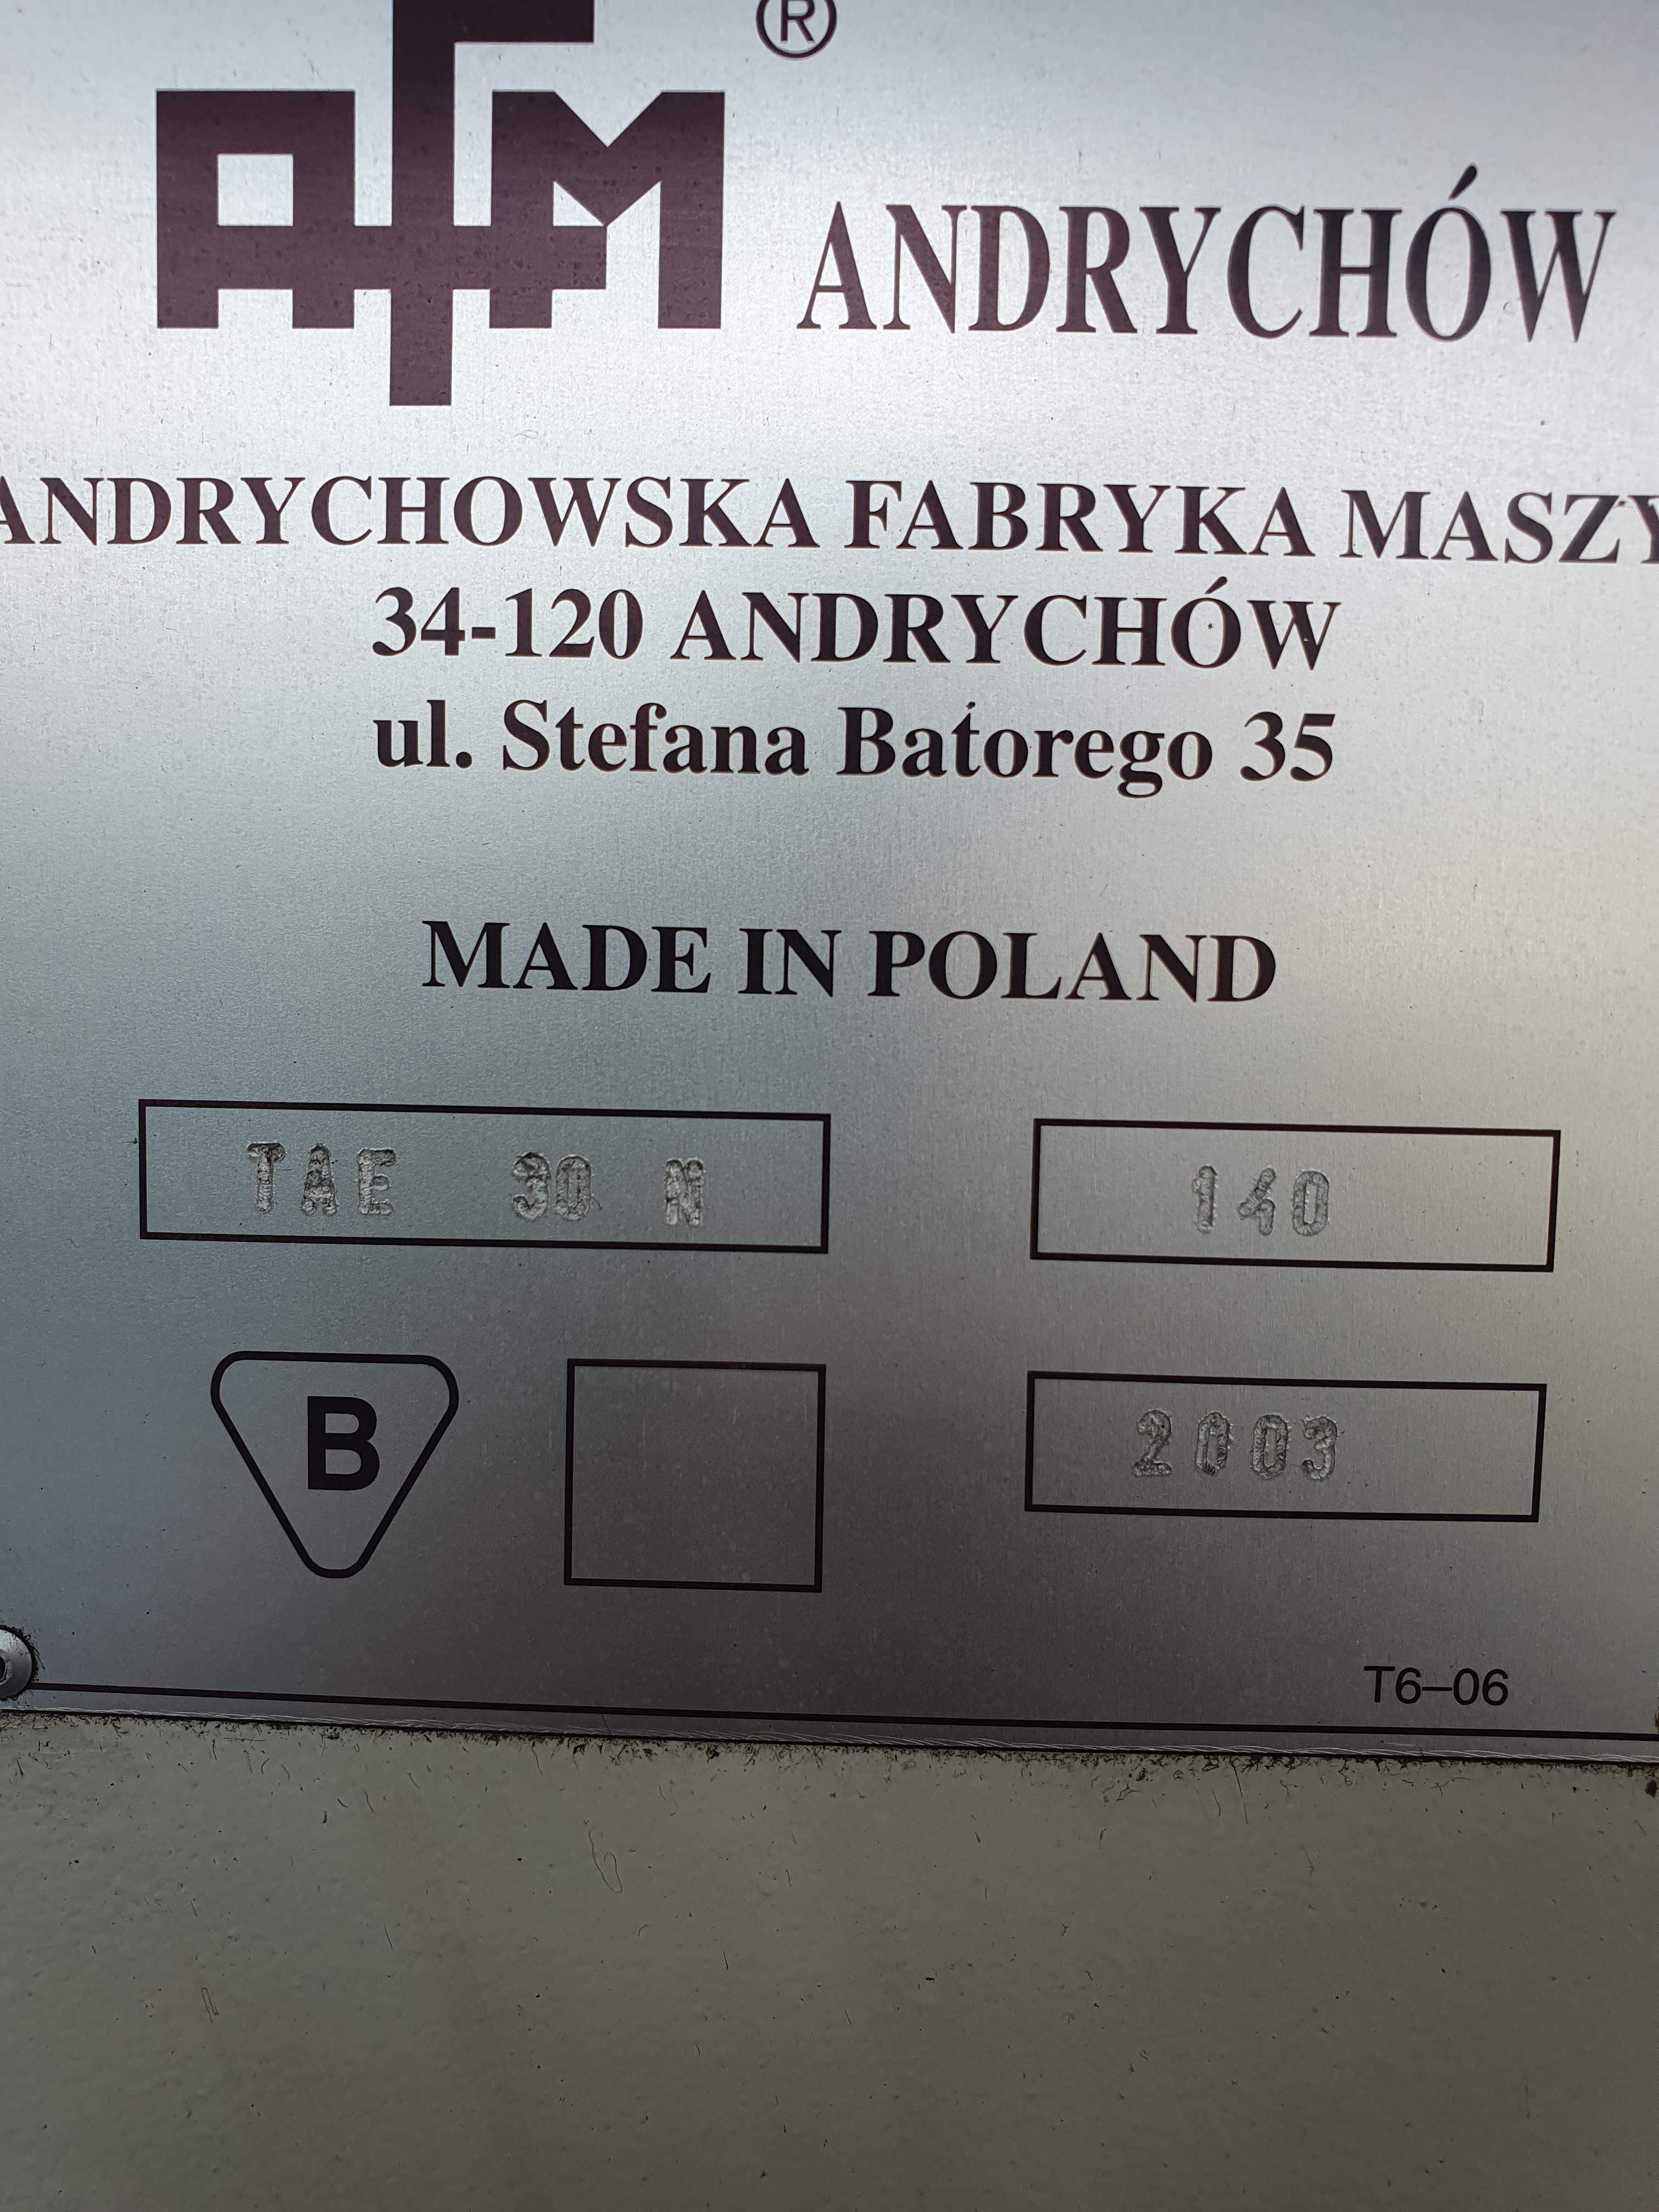 AFM ®
ANDRYCHÓW
ANDRYCHOWSKA FABRYKA MASZY
34-120 ANDRYCHÓW
ul. Stefana Batorego 35
MADE IN POLAND
TAE 30 N
140
B
2003
T6–06